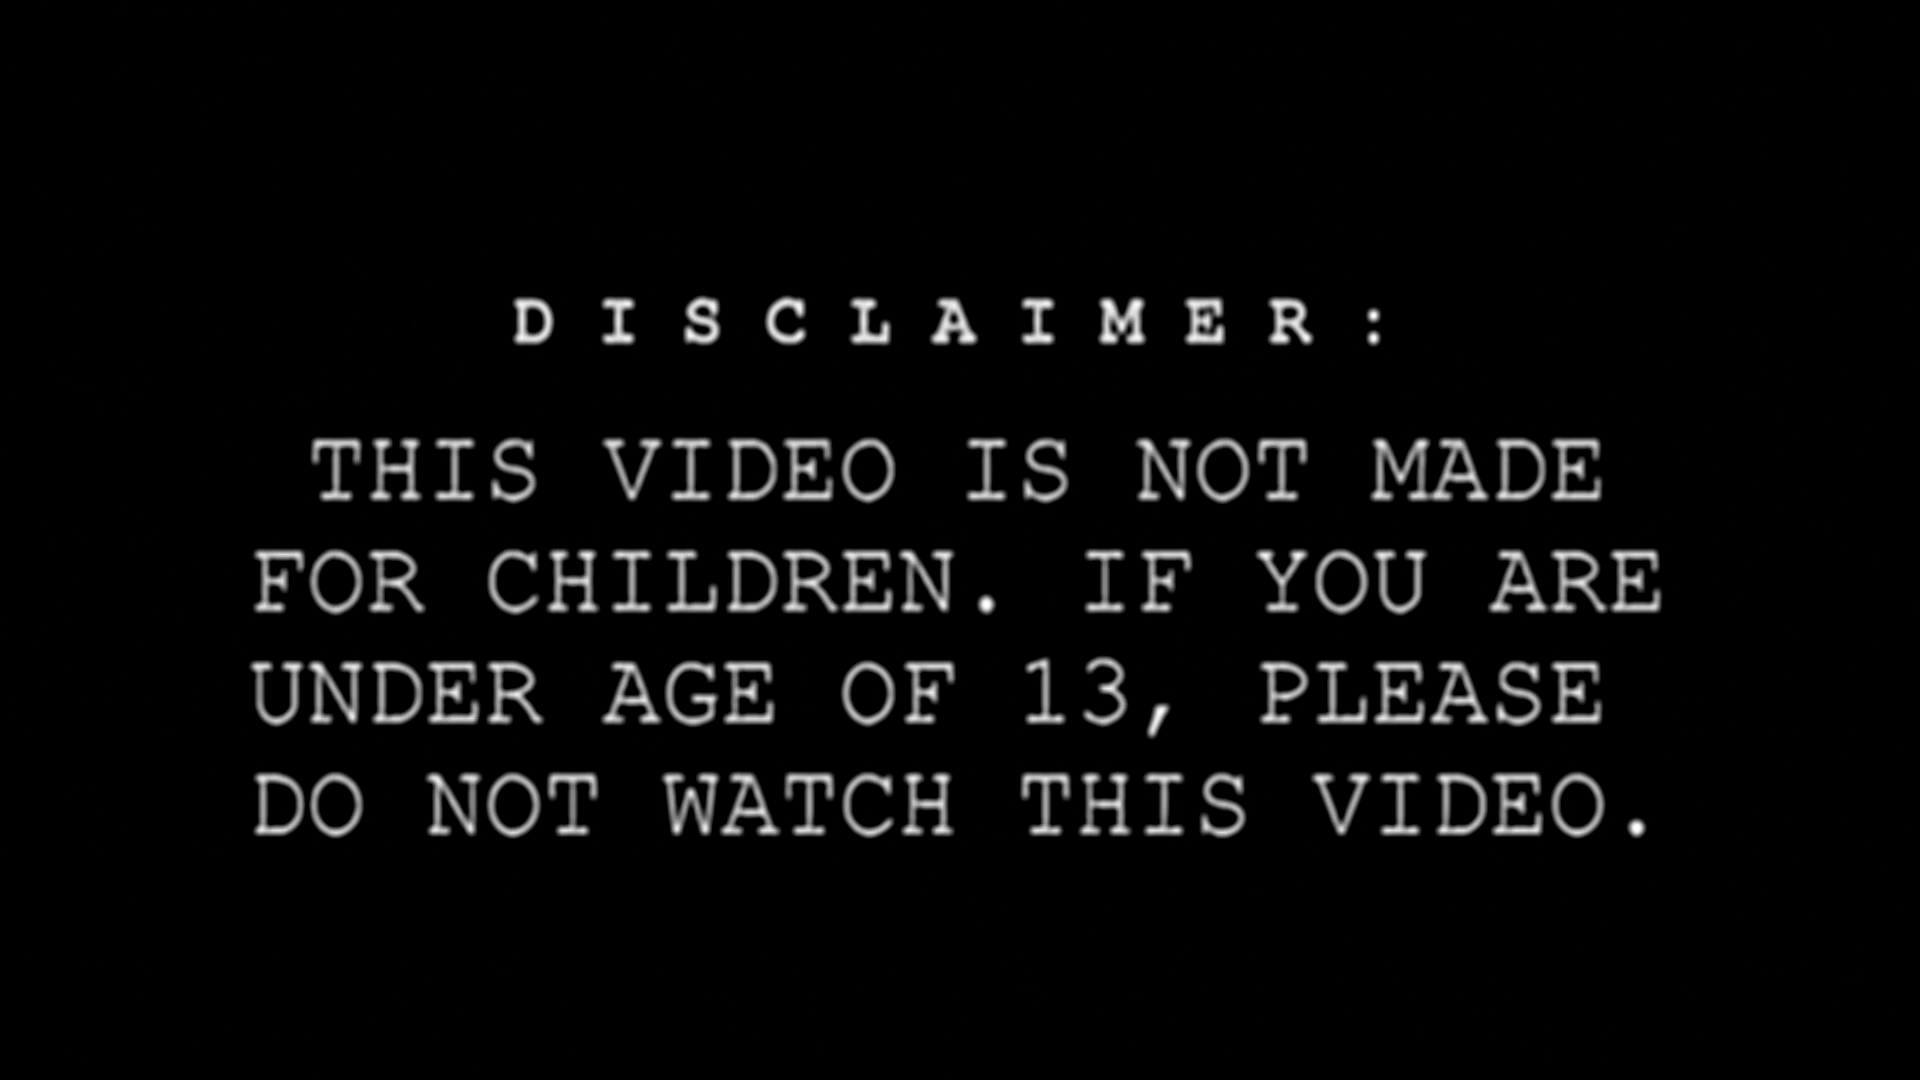 D I S C L A I M E R :
THIS VIDEO IS NOT MADE
FOR CHILDREN. IF YOU ARE
UNDER AGE OF 13, PLEASE
DO NOT WATCH THIS VIDEO.